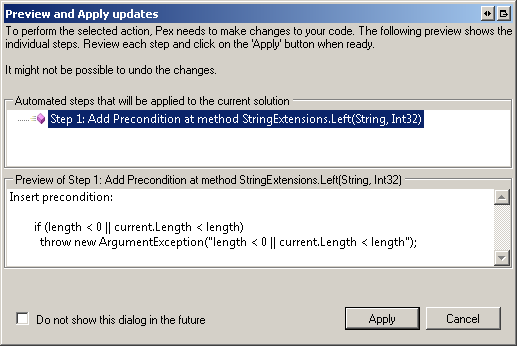 Preview and Apply updates
To perform the selected action, Pex needs to make changes to your code. The following preview shows the
individual steps. Review each step and click on the 'Apply' button when ready.
It might not be possible to undo the changes.
Automated steps that will be applied to the current solution
Step 1: Add Precondition at method StringExtensions.Left(String, Int32)
Preview of Step 1: Add Precondition at method StringExtensions.Left(String, Int32)
Insert precondition:
if (length < 0 || current.Length < length)
throw new ArgumentException("length < 0 || current.Length < length");
Do not show this dialog in the future
Apply
Cancel